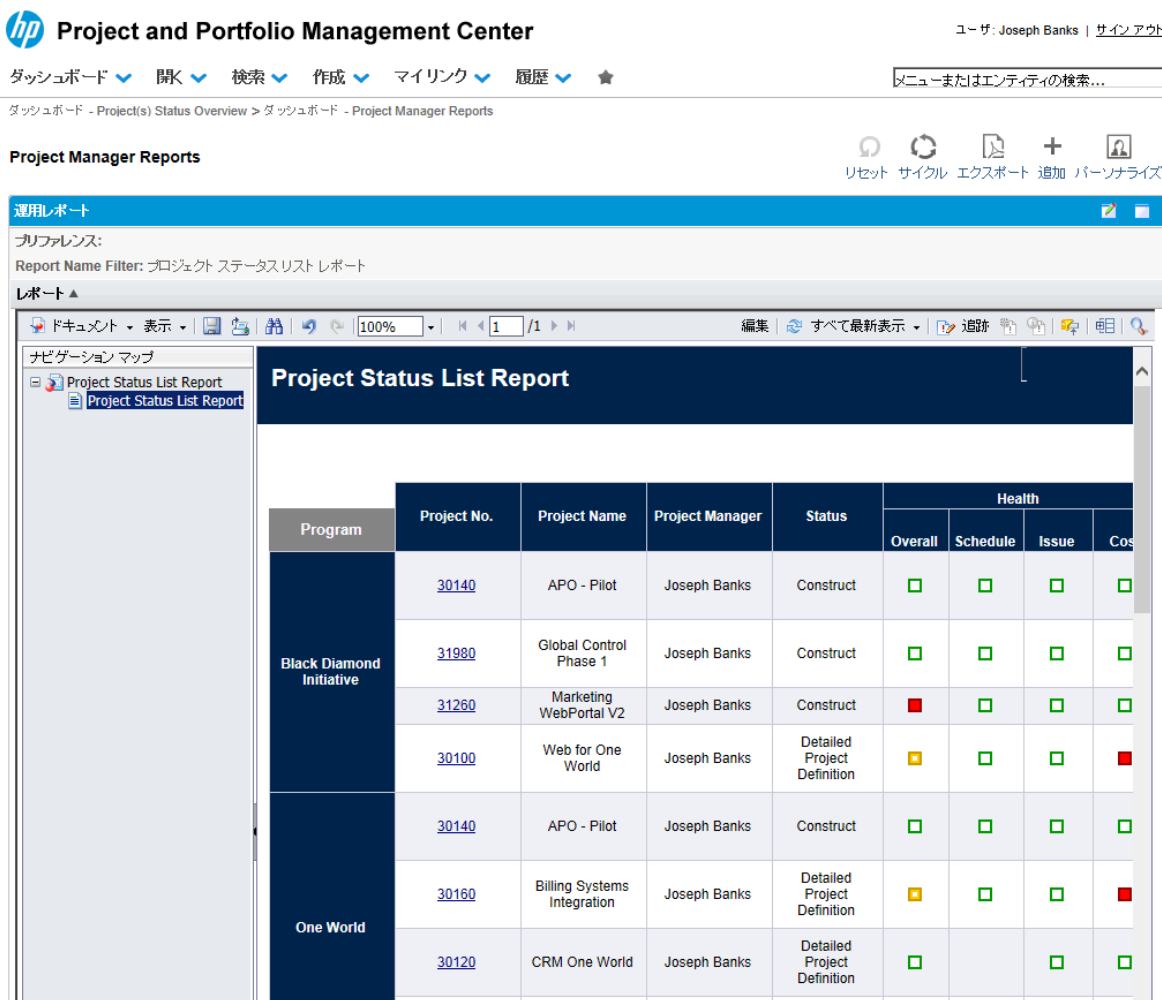 hp Project and Portfolio Management Center
ユーザ: Joseph Banks | サイン アウト
ダッシュボード 開く 検索 作成 マイリンク 履歴
メニューまたはエンティティの検索...
ダッシュボード - Project(s) Status Overview > ダッシュボード - Project Manager Reports
Project Manager Reports
リセット サイクル エクスポート 追加 パーソナライズ
運用レポート
プリファレンス:
Report Name Filter: プロジェクト ステータス リスト レポート
レポート▲
ドキュメント 表示 100% 1 /1 編集 すべて最新表示 追跡
ナビゲーション マップ
Project Status List Report
Project Status List Report
Project Status List Report
Program Project No. Project Name Project Manager Status Health
Overall Schedule Issue Cos
Black Diamond Initiative
30140 APO - Pilot Joseph Banks Construct
31980 Global Control Phase 1 Joseph Banks Construct
31260 Marketing WebPortal V2 Joseph Banks Construct
30100 Web for One World Joseph Banks Detailed Project Definition
One World
30140 APO - Pilot Joseph Banks Construct
30160 Billing Systems Integration Joseph Banks Detailed Project Definition
30120 CRM One World Joseph Banks Detailed Project Definition